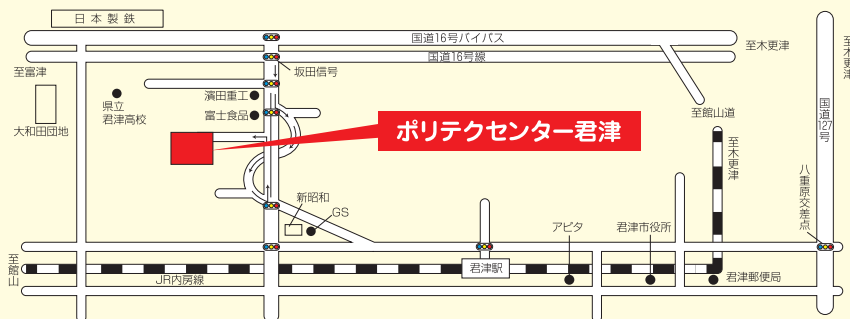 日本製鉄
国道16号バイパス
国道16号線
至木更津
至木更津
至富津
坂田信号
濱田重工
県立
君津高校
富士食品
大和田団地
ポリテクセンター君津
至館山道
国道127号
至木更津
八重原交差点
新昭和
GS
アピタ
君津市役所
至館山
君津駅
JR内房線
君津郵便局